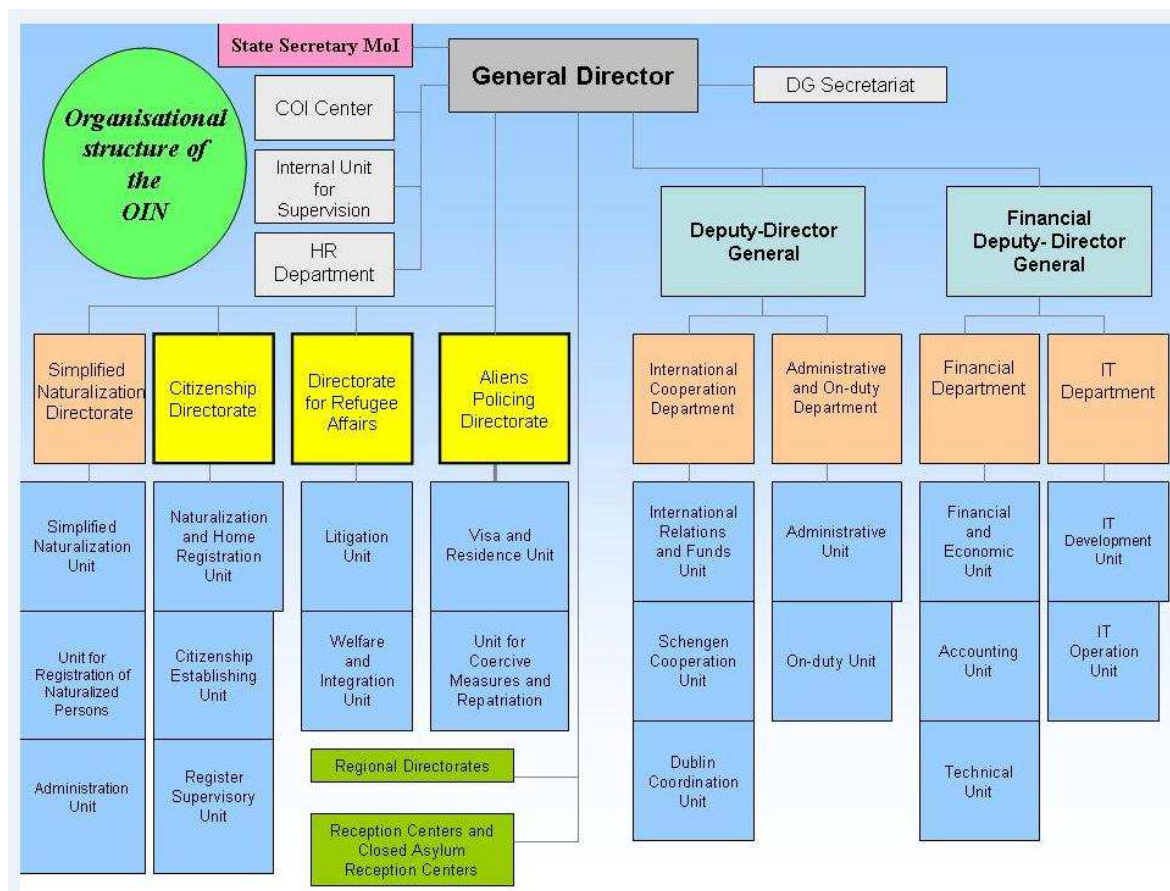 State Secretary MoI
General Director
DG Secretariat
Organisational
structure of
the
OIN
COI Center
Internal Unit
for
Supervision
HR
Department
Deputy-Director
General
Financial
Deputy- Director
General
Simplified
Naturalization
Directorate
Citizenship
Directorate
Directorate
for Refugee
Affairs
Aliens
Policing
Directorate
International
Cooperation
Department
Administrative
and On-duty
Department
Financial
Department
IT
Department
Simplified
Naturalization
Unit
Naturalization
and Home
Registration
Unit
Litigation
Unit
Visa and
Residence Unit
International
Relations
and Funds
Unit
Administrative
Unit
Financial
and
Economic
Unit
IT
Development
Unit
Unit for
Registration of
Naturalized
Persons
Citizenship
Establishing
Unit
Welfare
and
Integration
Unit
Unit for
Coercive
Measures and
Repatriation
Schengen
Cooperation
Unit
On-duty Unit
Accounting
Unit
IT
Operation
Unit
Administration
Unit
Register
Supervisory
Unit
Regional Directorates
Dublin
Coordination
Unit
Technical
Unit
Reception Centers and
Closed Asylum
Reception Centers